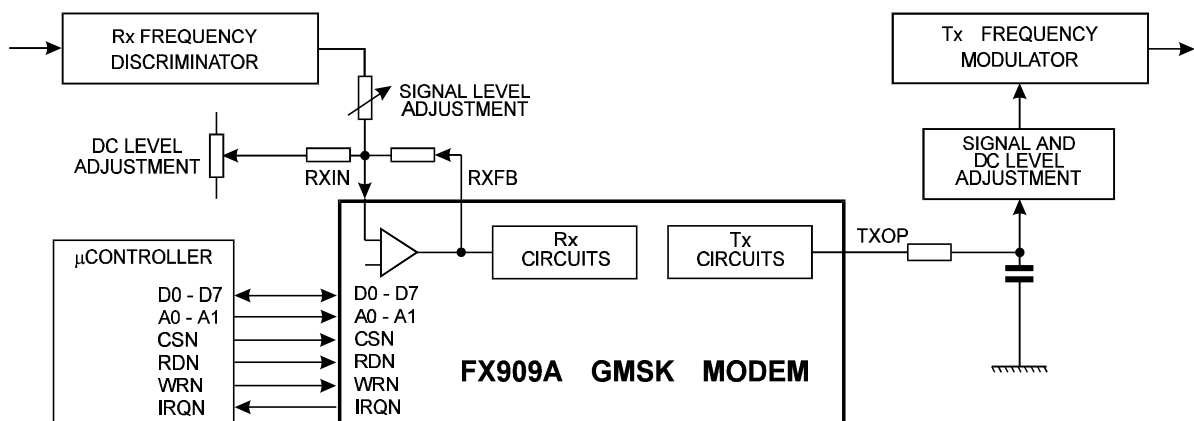 Rx FREQUENCY
DISCRIMINATOR
Tx FREQUENCY
MODULATOR
SIGNAL LEVEL
ADJUSTMENT
DC LEVEL
ADJUSTMENT
RXIN
RXFB
SIGNAL AND
DC LEVEL
ADJUSTMENT
µCONTROLLER
D0 - D7
A0 - A1
CSN
RDN
WRN
IRQN
D0 - D7
A0 - A1
CSN
RDN
WRN
IRQN
Rx
CIRCUITS
Tx
CIRCUITS
TXOP
FX909A GMSK MODEM